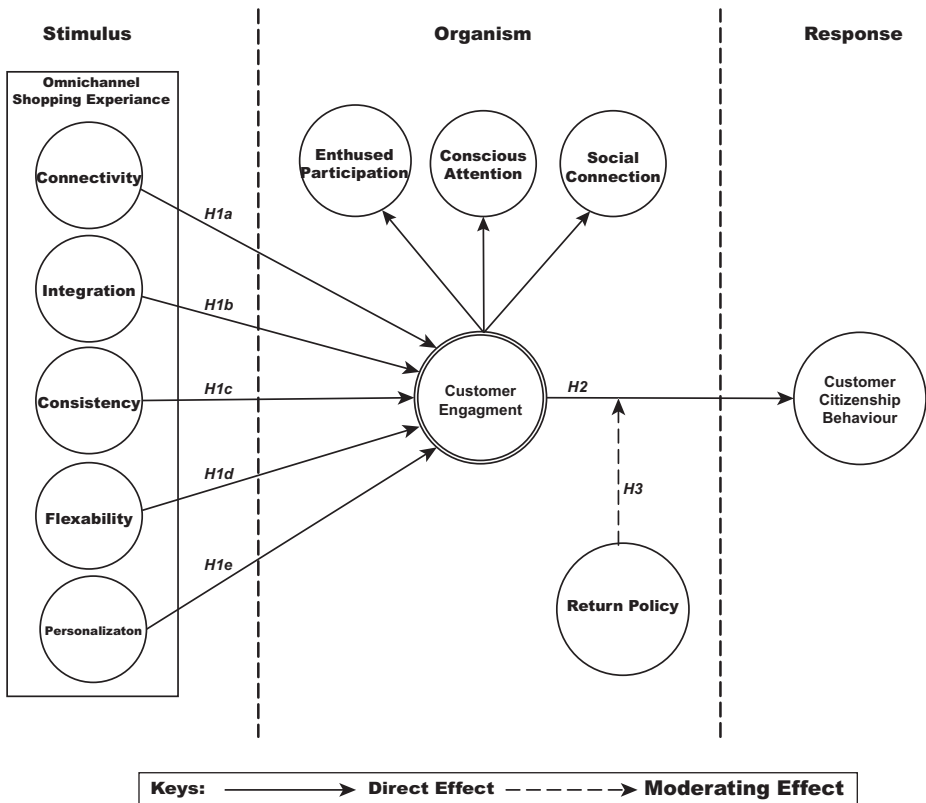 Stimulus
Organism
Response
Omnichannel
Shopping Experiance
Connectivity
Integration
Consistency
Flexability
Personalizaton
H1a
H1b
H1c
H1d
H1e
Enthused
Participation
Conscious
Attention
Social
Connection
Customer
Engagment
H2
H3
Return Policy
Customer
Citizenship
Behaviour
Keys: Direct Effect Moderating Effect